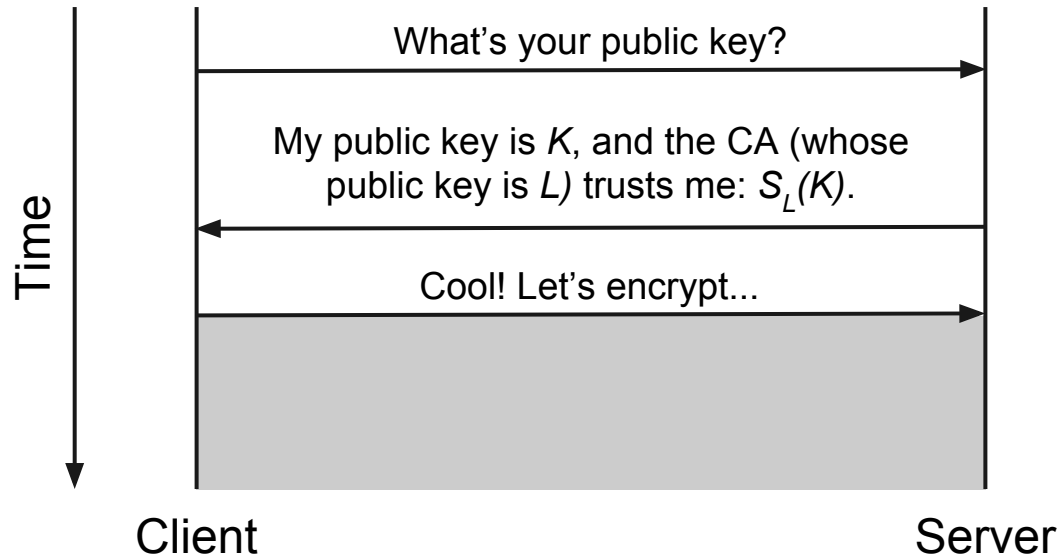 What's your public key?
My public key is K, and the CA (whose
public key is L) trusts me: S_L(K).
Cool! Let's encrypt...
Time
Client
Server